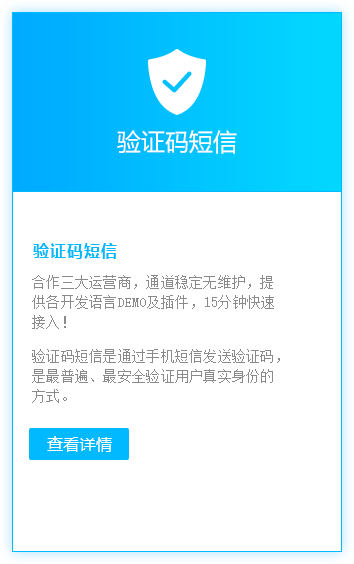 验证码短信
验证码短信
合作三大运营商，通道稳定无维护，提
供各开发语言DEMO及插件，15分钟快速
接入！
验证码短信是通过手机短信发送验证码，
是最普遍、最安全验证用户真实身份的
方式。
查看详情